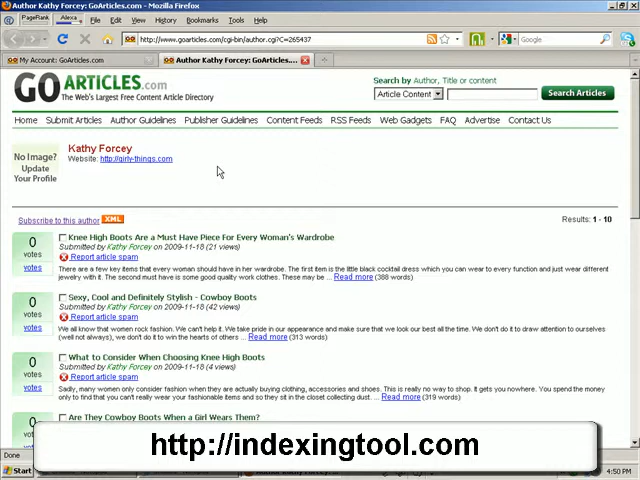 Author Kathy Forcey: GoArticles.com - Mozilla Firefox
PageRank Alexa File Edit View History Bookmarks Tools Help
http://www.goarticles.com/cgi-bin/author.cgi?C=265437
My Account: GoArticles.com Author Kathy Forcey: GoArticles.com...
GOARTICLES.com
The Web's Largest Free Content Article Directory
Search by Author, Title or content
Article Content Search Articles
Home Submit Articles Author Guidelines Publisher Guidelines Content Feeds RSS Feeds Web Gadgets FAQ Advertise Contact Us
No Image?
Update
Your Profile
Kathy Forcey
Website: http://girly-things.com
Subscribe to this author XML Results: 1 - 10
0
votes
votes
Knee High Boots Are a Must Have Piece For Every Woman's Wardrobe
Submitted by Kathy Forcey on 2009-11-18 (21 views)
Report article spam
There are a few key items that every woman should have in her wardrobe. The first item is the little black cocktail dress which you can wear to every function and just wear different
jewelry with it. The second must have is some good quality work clothes. These may be ... Read more (388 words)
0
votes
votes
Sexy, Cool and Definitely Stylish - Cowboy Boots
Submitted by Kathy Forcey on 2009-11-18 (42 views)
Report article spam
We all know that women rock fashion. We can't help it. We take pride in our appearance and make sure that we look our best all the time. We don't do it to draw attention to ourselves
(well not always), we don't do it to win the hearts of others... Read more (313 words)
0
votes
votes
What to Consider When Choosing Knee High Boots
Submitted by Kathy Forcey on 2009-11-18 (4 views)
Report article spam
Sadly, many women only consider fashion when they are actually buying clothing, accessories and shoes. This is really no way to shop. It gets you nowhere. You spend the money
only to find that you can't really wear your fashionable items and so they sit in the closet collecting dust. ... Read more (319 words)
0
Are They Cowboy Boots When a Girl Wears Them?
http://indexingtool.com
Done
Start
4:50 PM